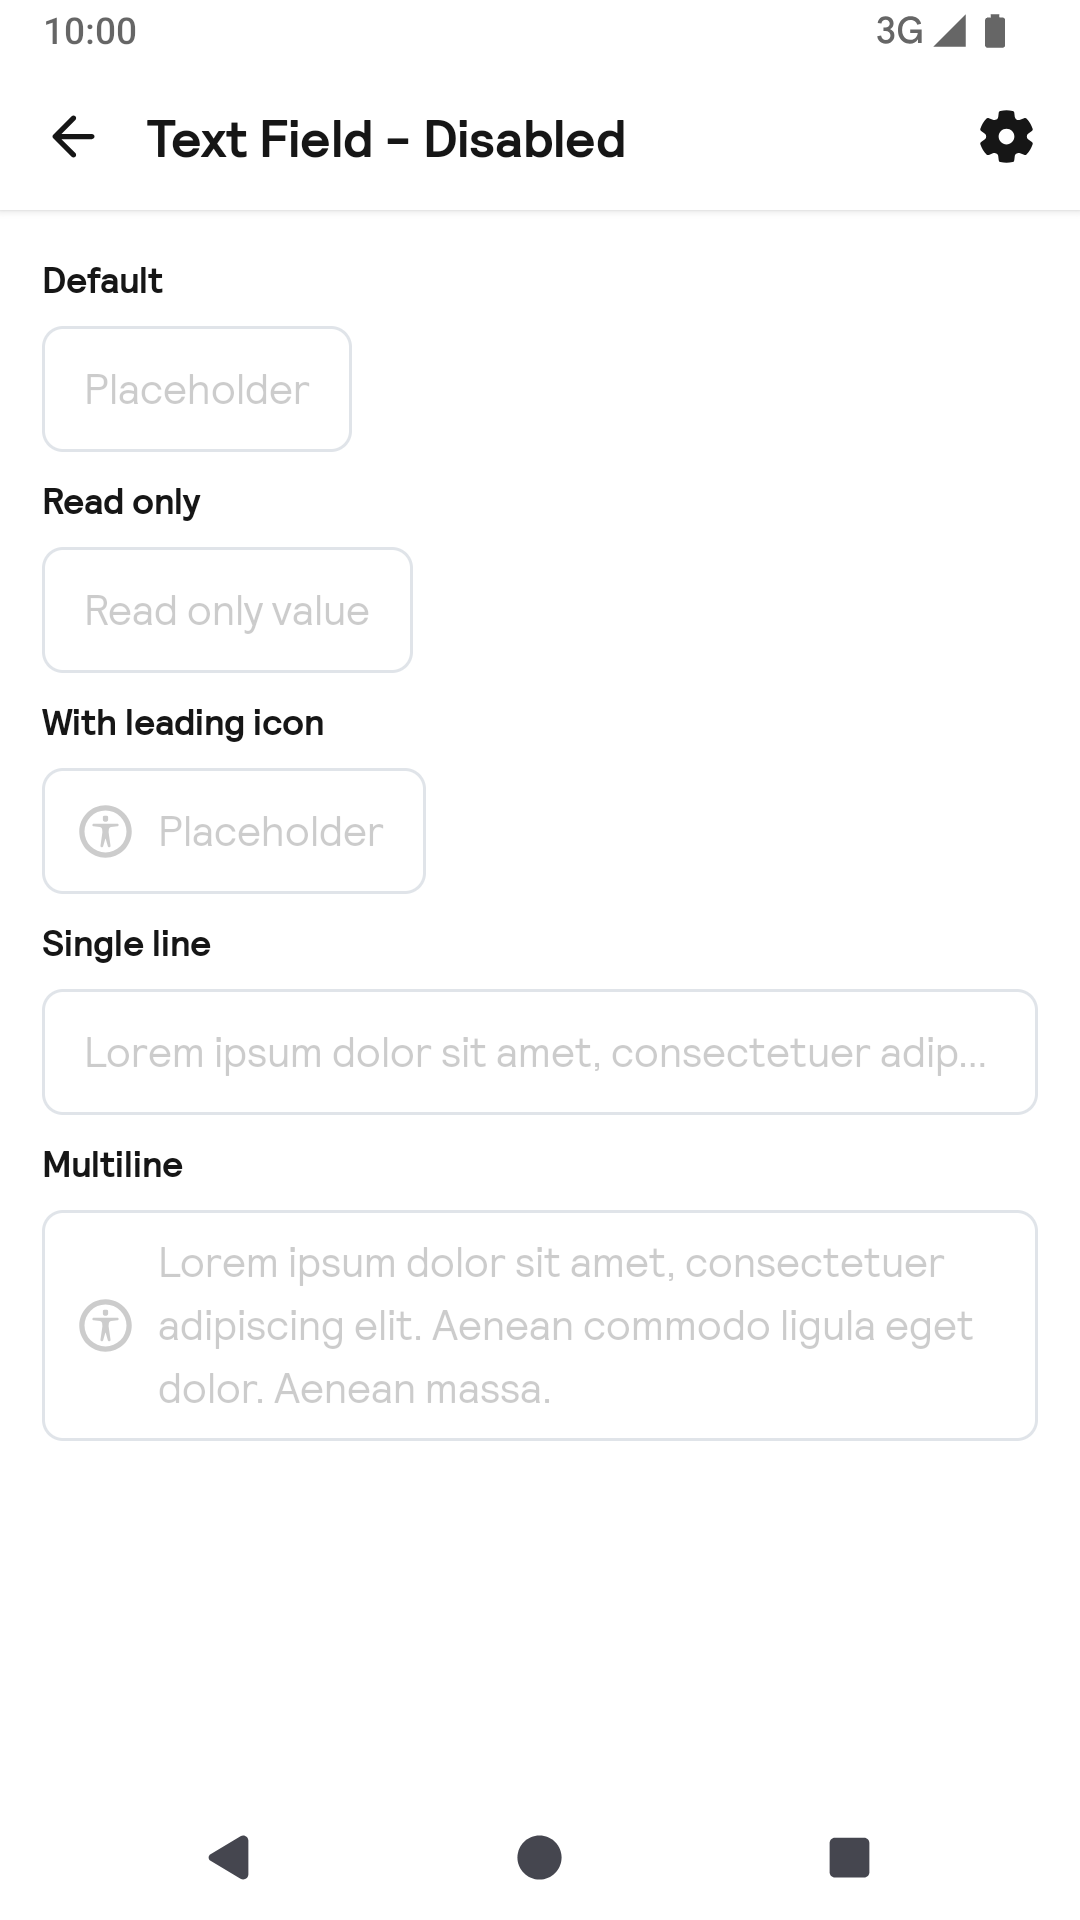 10:00
3G
Text Field - Disabled
Default
Placeholder
Read only
Read only value
With leading icon
Placeholder
Single line
Lorem ipsum dolor sit amet, consectetuer adip...
Multiline
Lorem ipsum dolor sit amet, consectetuer
adipiscing elit. Aenean commodo ligula eget
dolor. Aenean massa.